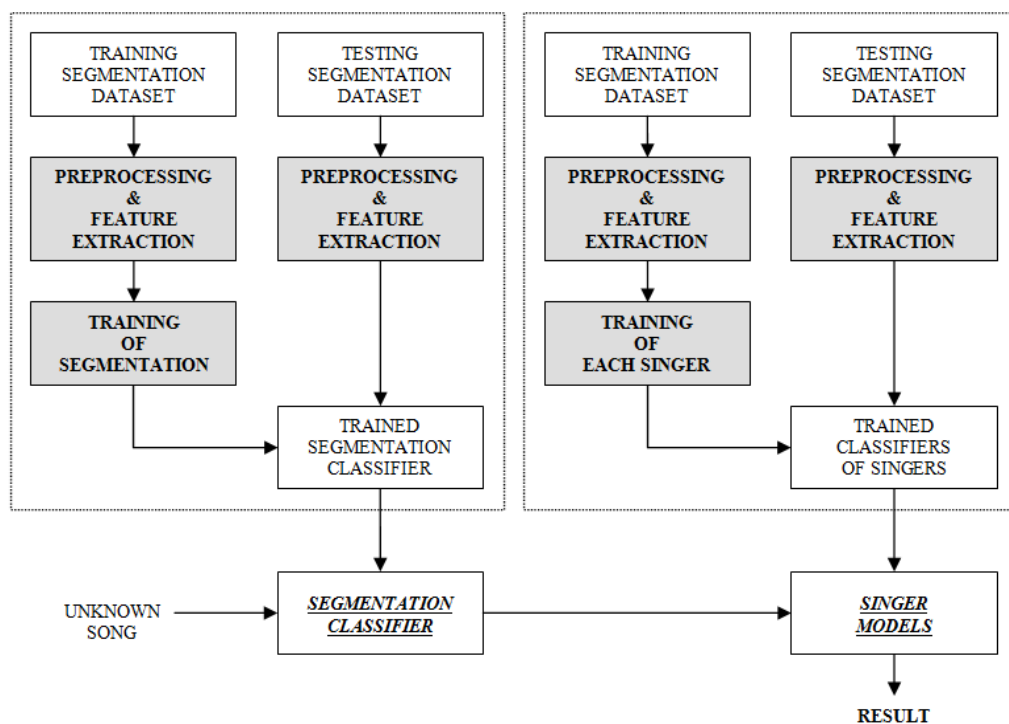 TRAINING
SEGMENTATION
DATASET
TESTING
SEGMENTATION
DATASET
TRAINING
SEGMENTATION
DATASET
TESTING
SEGMENTATION
DATASET
PREPROCESSING
&
FEATURE
EXTRACTION
PREPROCESSING
&
FEATURE
EXTRACTION
PREPROCESSING
&
FEATURE
EXTRACTION
PREPROCESSING
&
FEATURE
EXTRACTION
TRAINING
OF
SEGMENTATION
TRAINING
OF
EACH SINGER
TRAINED
SEGMENTATION
CLASSIFIER
TRAINED
CLASSIFIERS
OF SINGERS
UNKNOWN
SONG
SEGMENTATION
CLASSIFIER
SINGER
MODELS
RESULT